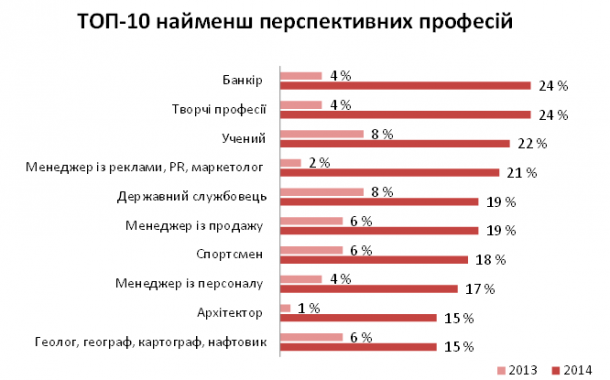 ТОП-10 найменш перспективних професій
Банкір 4 % 24 %
Творчі професії 4 % 24 %
Учений 8 % 22 %
Менеджер із реклами, PR, маркетолог 2 % 21 %
Державний службовець 8 % 19 %
Менеджер із продажу 6 % 19 %
Спортсмен 6 % 18 %
Менеджер із персоналу 4 % 17 %
Архітектор 1 % 15 %
Геолог, географ, картограф, нафтовик 6 % 15 %
2013 2014